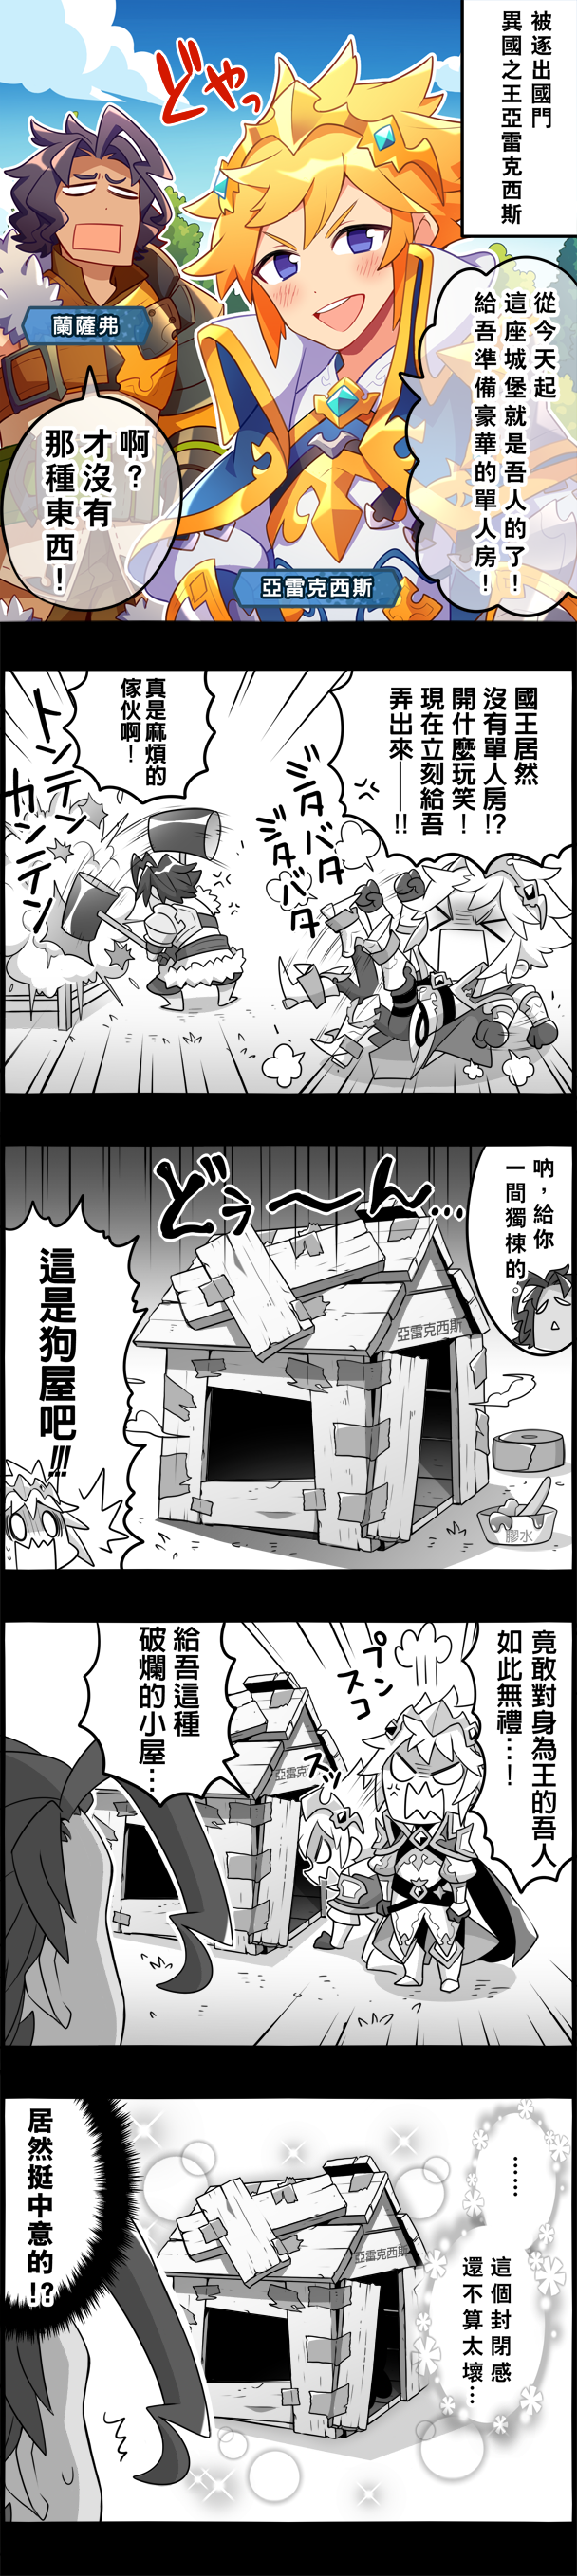 被逐出國門
異國之王亞雷克西斯
どやっ
從今天起
這座城堡就是吾人的了！
給吾準備豪華的單人房！
蘭薩弗
啊？
才沒有
那種東西！
亞雷克西斯
國王居然
沒有單人房!?
開什麼玩笑！
現在立刻給吾
弄出來——!!
ジタバタ
ジタバタ
真是麻煩的
傢伙啊！
トンテン
カンテン
吶，給你
一間獨棟的。
どぅ～ん…
亞雷克西斯
膠水
這是狗屋吧!!!
竟敢對身為王的吾人
如此無禮…！
プン
スコ
スッ
給吾這種
破爛的小屋…
亞雷克
……
這個封閉感
還不算太壞…
亞雷克西斯
居然挺中意的!?